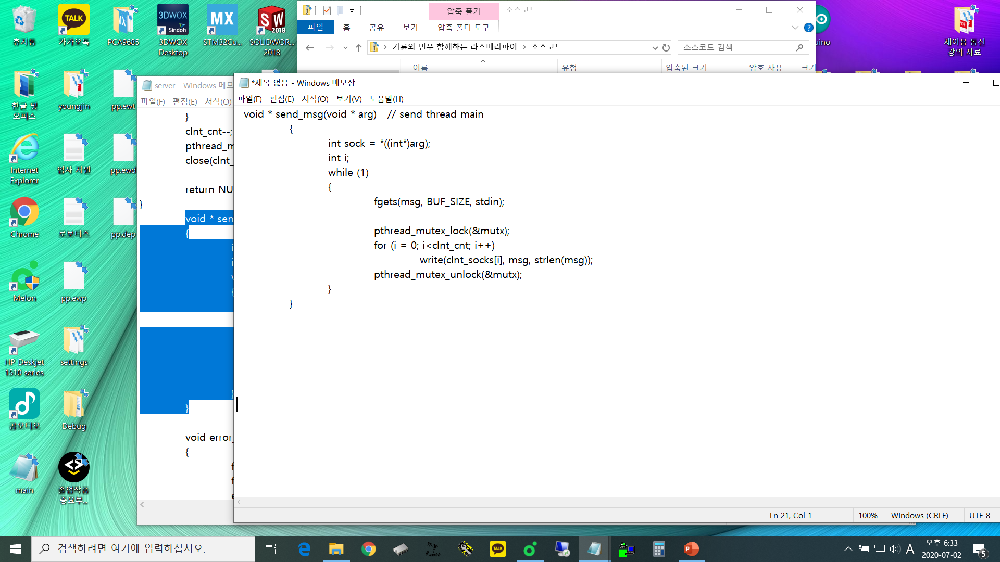 휴지통
카카오톡
TALK
PCA9685
3DWOX
Sindoh
3DWOX
Desktop
MX
STM32Cu...
SW
2018
SOLIDWOR...
2018
한글 및
오피스
youngjin
pp.ewt
Internet
Explorer
입사 지원
pp.ewd
Chrome
로보티즈
pp.dep
Melon
pp.ewp
HP Deskjet
1510 series
settings
곰오디오
Debug
main
졸업작품
중요부...
uino
제어용 통신
강의 자료
압축 풀기
소스코드
파일
홈
공유
보기
압축 폴더 도구
기륜와 민우 함께하는 라즈베리파이 > 소스코드
소스코드 검색
이름
유형
압축된 크기
암호 사용
크기
server - Windows 메모
파일(F) 편집(E) 서식(O)
}
clnt_cnt--;
pthread_m
close(clnt_
return NU
}
void * sen
{
i
i
{
}
}
void error_
{
f
f
e
*제목 없음 - Windows 메모장
파일(F) 편집(E) 서식(O) 보기(V) 도움말(H)
void * send_msg(void * arg) // send thread main
{
int sock = *((int*)arg);
int i;
while (1)
{
fgets(msg, BUF_SIZE, stdin);
pthread_mutex_lock(&mutx);
for (i = 0; i<clnt_cnt; i++)
write(clnt_socks[i], msg, strlen(msg));
pthread_mutex_unlock(&mutx);
}
}
Ln 21, Col 1
100%
Windows (CRLF)
UTF-8
검색하려면 여기에 입력하십시오.
My
Robot
TALK
A
오후 6:33
2020-07-02
5